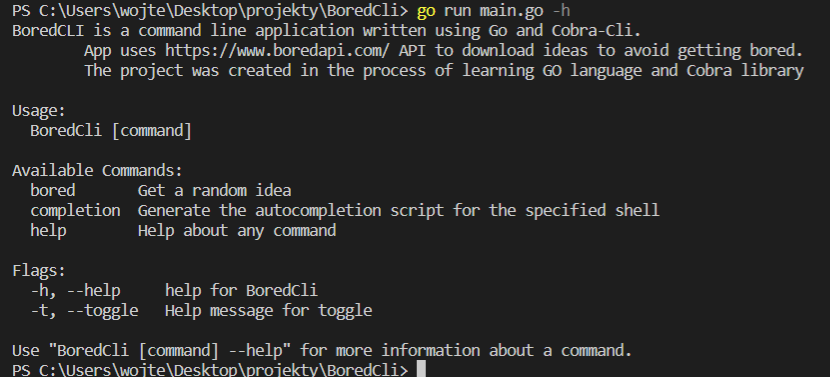 PS C:\Users\wojte\Desktop\projekty\BoredCli> go run main.go -h
BoredCLI is a command line application written using Go and Cobra-Cli.
App uses https://www.boredapi.com/ API to download ideas to avoid getting bored.
The project was created in the process of learning GO language and Cobra library
Usage:
BoredCli [command]
Available Commands:
bored Get a random idea
completion Generate the autocompletion script for the specified shell
help Help about any command
Flags:
-h, --help help for BoredCli
-t, --toggle Help message for toggle
Use "BoredCli [command] --help" for more information about a command.
PS C:\Users\wojte\Desktop\projekty\BoredCli>